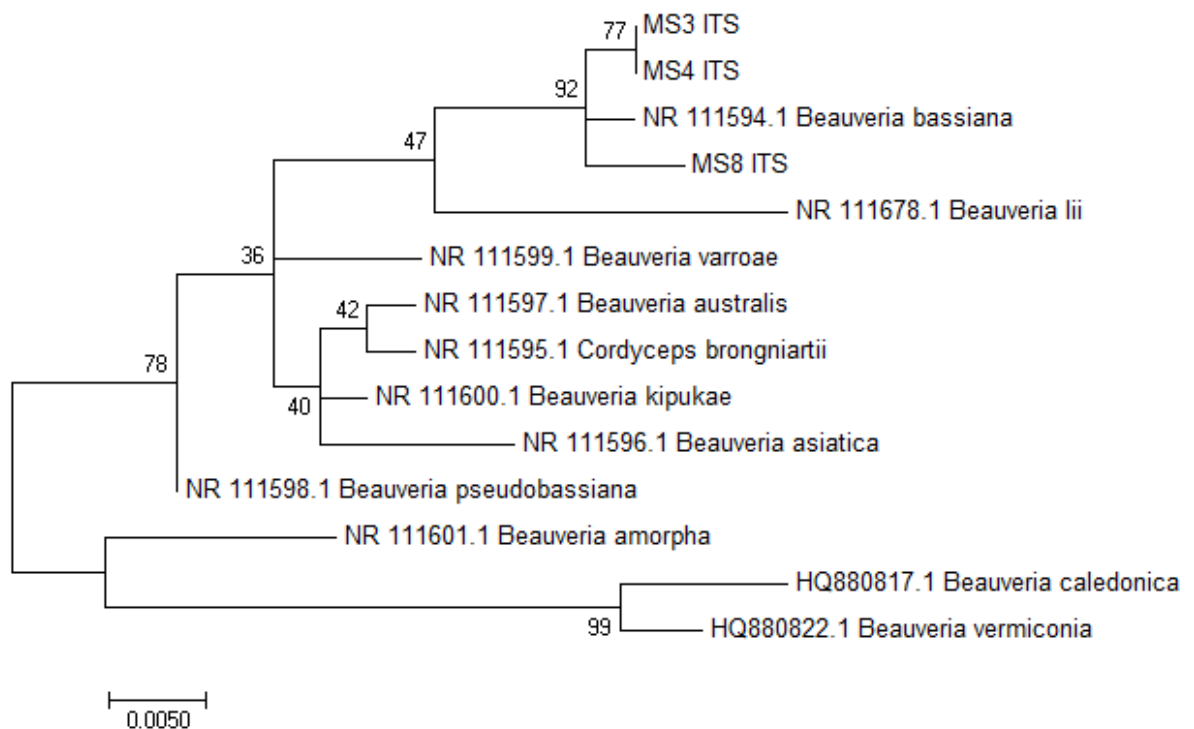 77
MS3 ITS
MS4 ITS
92
NR 111594.1 Beauveria bassiana
47
MS8 ITS
NR 111678.1 Beauveria lii
36
NR 111599.1 Beauveria varroae
NR 111597.1 Beauveria australis
42
NR 111595.1 Cordyceps brongniartii
78
NR 111600.1 Beauveria kipukae
40
NR 111596.1 Beauveria asiatica
NR 111598.1 Beauveria pseudobassiana
NR 111601.1 Beauveria amorpha
HQ880817.1 Beauveria caledonica
99
HQ880822.1 Beauveria vermiconia
0.0050